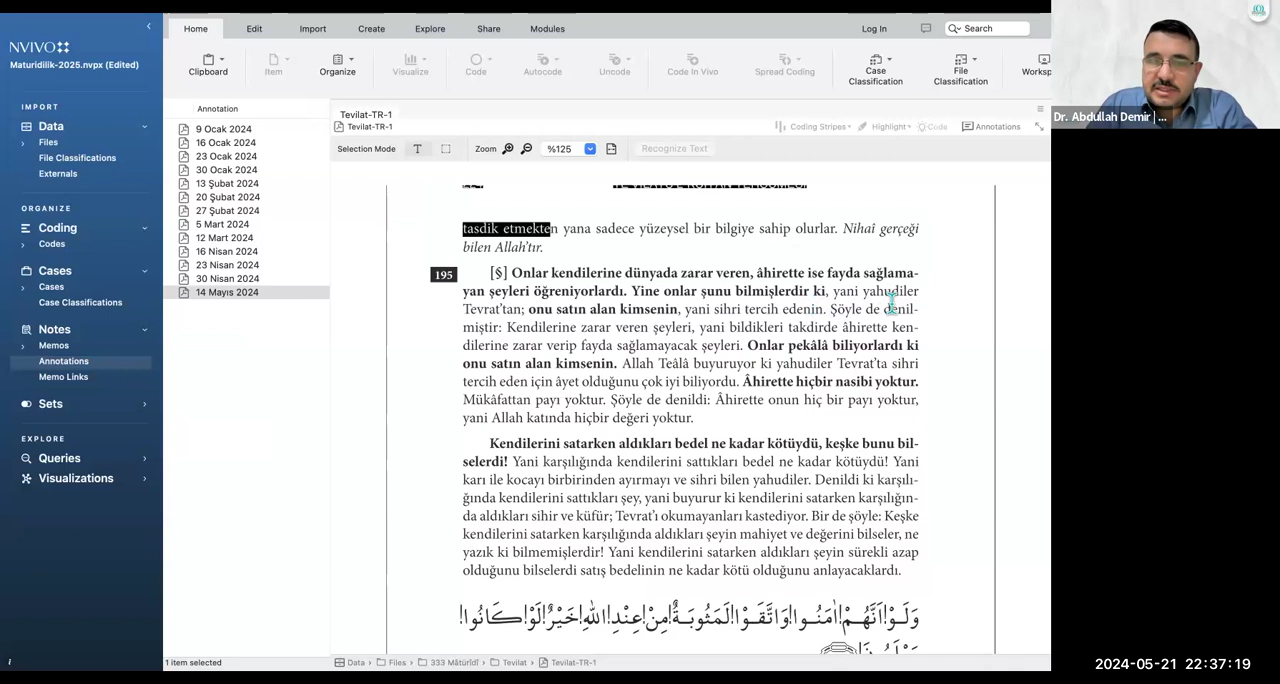 NVIVO
Maturidilik-2025.nvpx (Edited)
IMPORT
Data
Files
File Classifications
Externals
ORGANIZE
Coding
Codes
Cases
Cases
Case Classifications
Notes
Memos
Annotations
Memo Links
Sets
EXPLORE
Queries
Visualizations
Home Edit Import Create Explore Share Modules Log In Search
Clipboard Item Organize Visualize Code Autocode Uncode Code In Vivo Spread Coding Case Classification File Classification Worksp
Annotation
9 Ocak 2024
16 Ocak 2024
23 Ocak 2024
30 Ocak 2024
13 Şubat 2024
20 Şubat 2024
27 Şubat 2024
5 Mart 2024
12 Mart 2024
16 Nisan 2024
23 Nisan 2024
30 Nisan 2024
14 Mayıs 2024
1 item selected
Tevilat-TR-1
Tevilat-TR-1 Coding Stripes Highlight Code Annotations
Selection Mode T Zoom %125 Recognize Text
tasdik etmekten yana sadece yüzeysel bir bilgiye sahip olurlar. Nihaî gerçeği
bilen Allah’tır.
195 [§] Onlar kendilerine dünyada zarar veren, âhirette ise fayda sağlama-
yan şeyleri öğreniyorlardı. Yine onlar şunu bilmişlerdir ki, yani yahudiler
Tevrat’tan; onu satın alan kimsenin, yani sihri tercih edenin. Şöyle de denil-
miştir: Kendilerine zarar veren şeyleri, yani bildikleri takdirde âhirette ken-
dilerine zarar verip fayda sağlamayacak şeyleri. Onlar pekâlâ biliyorlardı ki
onu satın alan kimsenin. Allah Teâlâ buyuruyor ki yahudiler Tevrat’ta sihri
tercih eden için âyet olduğunu çok iyi biliyordu. Âhirette hiçbir nasibi yoktur.
Mükâfattan payı yoktur. Şöyle de denildi: Âhirette onun hiç bir payı yoktur,
yani Allah katında hiçbir değeri yoktur.
Kendilerini satarken aldıkları bedel ne kadar kötüydü, keşke bunu bil-
selerdi! Yani karşılığında kendilerini sattıkları bedel ne kadar kötüydü! Yani
karı ile kocayı birbirinden ayırmayı ve sihri bilen yahudiler. Denildi ki karşılı-
ğında kendilerini sattıkları şey, yani buyurur ki kendilerini satarken karşılığın-
da aldıkları sihir ve küfür; Tevrat’ı okumayanları kastediyor. Bir de şöyle: Keşke
kendilerini satarken karşılığında aldıkları şeyin mahiyet ve değerini bilseler, ne
yazık ki bilmemişlerdir! Yani kendilerini satarken aldıkları şeyin sürekli azap
olduğunu bilselerdi satış bedelinin ne kadar kötü olduğunu anlayacaklardı.
وَلَوْ اَنَّهُمْ اٰمَنُوا وَاتَّقَوْا لَمَثُوبَةٌ مِنْ عِنْدِ اللّٰهِ خَيْرٌ لَوْ كَانُوا
Data Files 333 Mâtürîdî Tevilat Tevilat-TR-1
Dr. Abdullah Demir | ...
2024-05-21 22:37:19